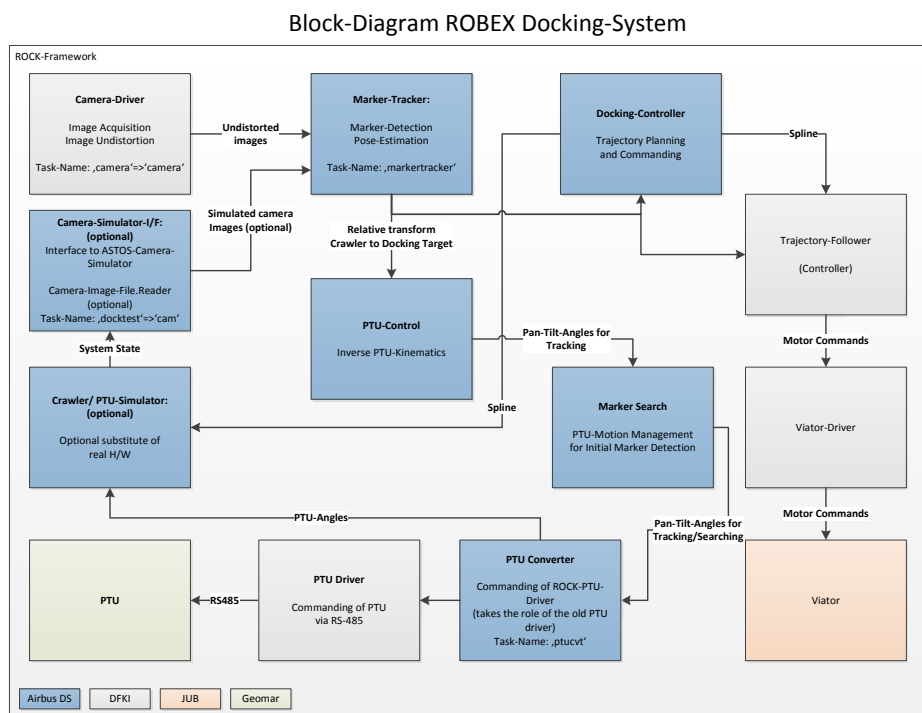 Block-Diagram ROBEX Docking-System
ROCK-Framework
Camera-Driver
Image Acquisition
Image Undistortion
Task-Name: ‚camera‘=>‘camera‘
Undistorted
images
Marker-Tracker:
Marker-Detection
Pose-Estimation
Task-Name: ‚markertracker‘
Docking-Controller
Trajectory Planning
and Commanding
Spline
Simulated camera
Images (optional)
Camera-Simulator-I/F:
(optional)
Interface to ASTOS-Camera-
Simulator
Camera-Image-File.Reader
(optional)
Task-Name: ‚docktest‘=>‘cam‘
Relative transform
Crawler to Docking Target
Trajectory-Follower
(Controller)
PTU-Control
Inverse PTU-Kinematics
Pan-Tilt-Angles for
Tracking
Motor Commands
System State
Crawler/ PTU-Simulator:
(optional)
Optional substitute of
real H/W
Spline
Marker Search
PTU-Motion Management
for Initial Marker Detection
Viator-Driver
PTU-Angles
Pan-Tilt-Angles for
Tracking/Searching
Motor Commands
PTU
RS485
PTU Driver
Commanding of PTU
via RS-485
PTU Converter
Commanding of ROCK-PTU-
Driver
(takes the role of the old PTU
driver)
Task-Name: ‚ptucvt‘
Viator
Airbus DS
DFKI
JUB
Geomar